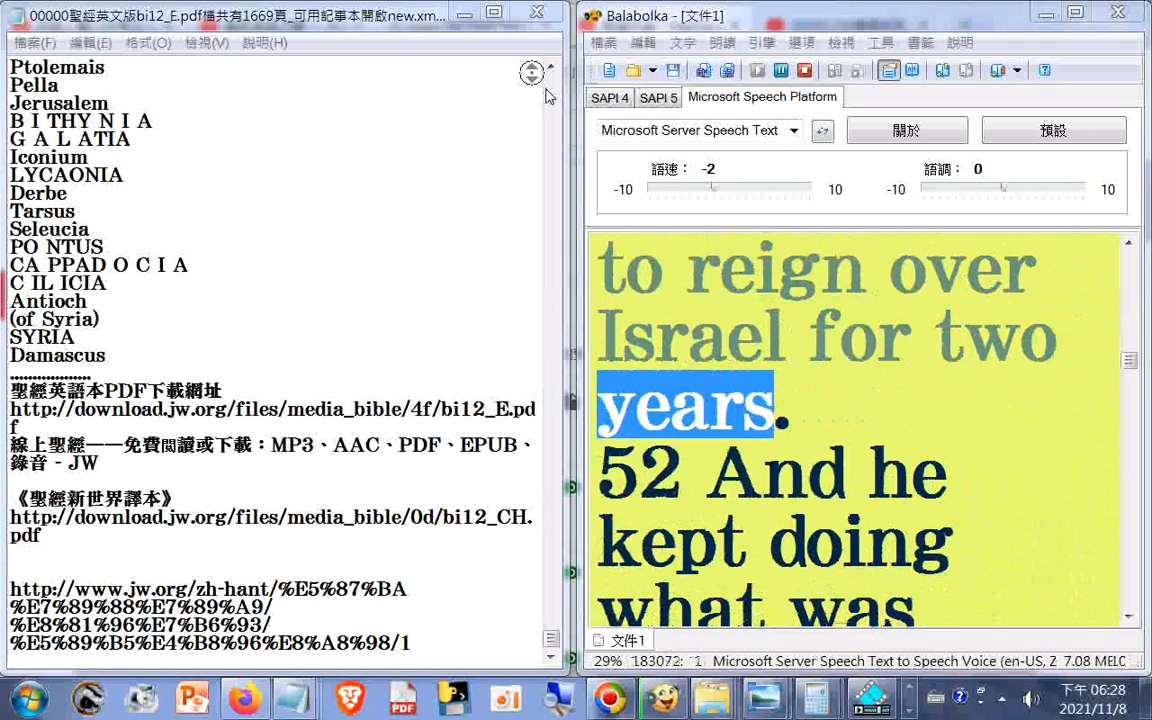 00000聖經英文版bi12_E.pdf檔共有1669頁_可用記事本開啟new.xm...
檔案(F) 編輯(E) 格式(O) 檢視(V) 說明(H)
Ptolemais
Pella
Jerusalem
B I THY N I A
G A L A TIA
Iconium
LYCAONIA
Derbe
Tarsus
Seleucia
PO NTUS
CA PPAD O C I A
C IL ICIA
Antioch
(of Syria)
SYRIA
Damascus
..................
聖經英語本PDF下載網址
http://download.jw.org/files/media_bible/4f/bi12_E.pd
f
線上聖經——免費閱讀或下載：MP3、AAC、PDF、EPUB、
錄音 - JW
《聖經新世界譯本》
http://download.jw.org/files/media_bible/0d/bi12_CH.
pdf
http://www.jw.org/zh-hant/%E5%87%BA
%E7%89%88%E7%89%A9/
%E8%81%96%E7%B6%93/
%E5%89%B5%E4%B8%96%E8%A8%98/1
Balabolka - [文件1]
檔案 編輯 文字 朗讀 引擎 選項 檢視 工具 書籤 說明
SAPI 4 SAPI 5 Microsoft Speech Platform
Microsoft Server Speech Text 關於 預設
語速： -2 語調： 0
-10 10 -10 10
to reign over
Israel for two
years.
52 And he
kept doing
what was
文件1
29% 183072: 1 Microsoft Server Speech Text to Speech Voice (en-US, Z 7.08 MELO
PDF
下午 06:28
2021/11/8